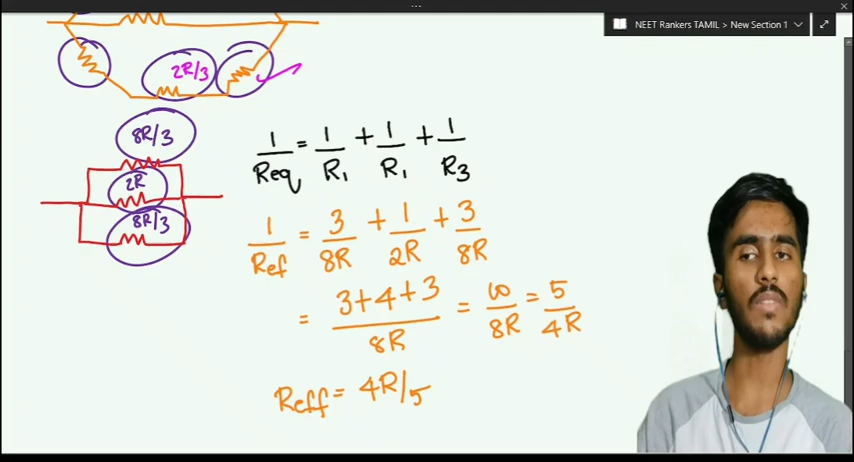 NEET Rankers TAMIL > New Section 1
2R/3
8R/3
2R
8R/3
1/Req = 1/R₁ + 1/R₁ + 1/R₃
1/Ref = 3/8R + 1/2R + 3/8R
= 3+4+3/8R = 10/8R = 5/4R
Reff = 4R/5